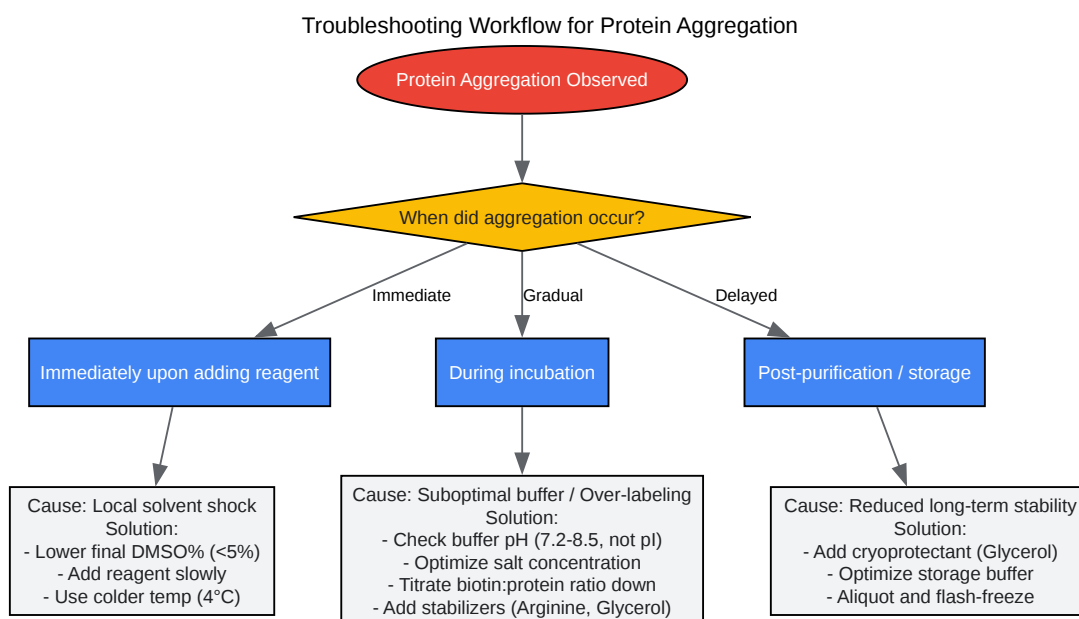 Troubleshooting Workflow for Protein Aggregation
Protein Aggregation Observed
When did aggregation occur?
Immediate
Gradual
Delayed
Immediately upon adding reagent
During incubation
Post-purification / storage
Cause: Local solvent shock
Solution:
- Lower final DMSO% (<5%)
- Add reagent slowly
- Use colder temp (4°C)
Cause: Suboptimal buffer / Over-labeling
Solution:
- Check buffer pH (7.2-8.5, not pI)
- Optimize salt concentration
- Titrate biotin:protein ratio down
- Add stabilizers (Arginine, Glycerol)
Cause: Reduced long-term stability
Solution:
- Add cryoprotectant (Glycerol)
- Optimize storage buffer
- Aliquot and flash-freeze